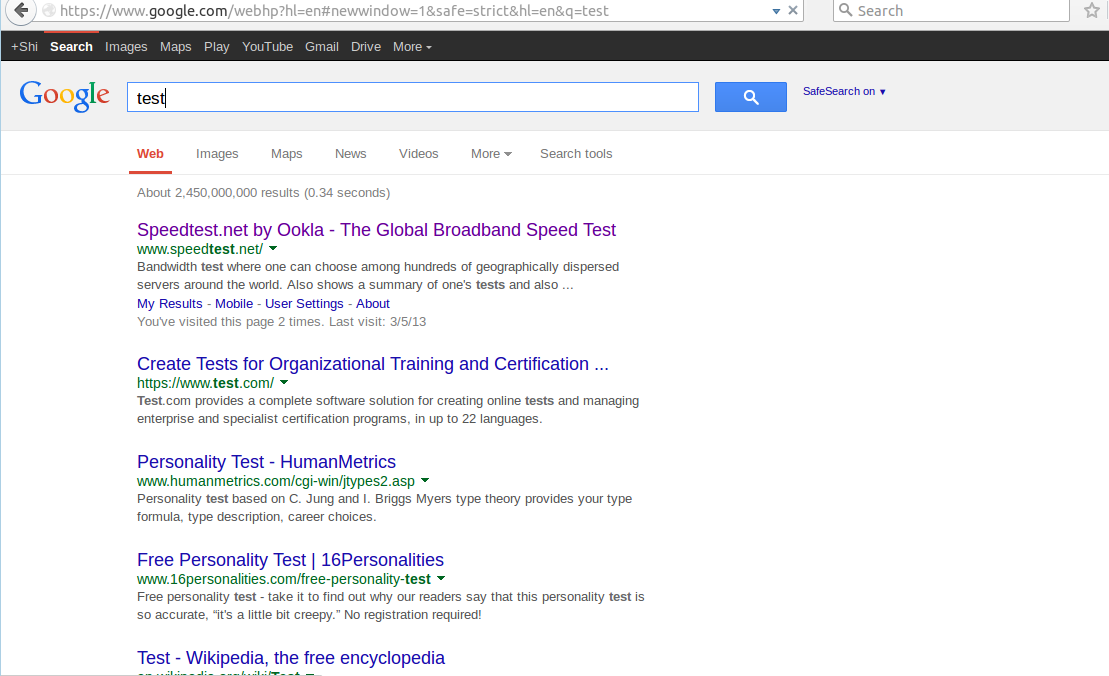 https://www.google.com/webhp?hl=en#newwindow=1&safe=strict&hl=en&q=test
Search
+Shi Search Images Maps Play YouTube Gmail Drive More
Google
test
SafeSearch on
Web Images Maps News Videos More Search tools
About 2,450,000,000 results (0.34 seconds)
Speedtest.net by Ookla - The Global Broadband Speed Test
www.speedtest.net/
Bandwidth test where one can choose among hundreds of geographically dispersed
servers around the world. Also shows a summary of one's tests and also ...
My Results - Mobile - User Settings - About
You've visited this page 2 times. Last visit: 3/5/13
Create Tests for Organizational Training and Certification ...
https://www.test.com/
Test.com provides a complete software solution for creating online tests and managing
enterprise and specialist certification programs, in up to 22 languages.
Personality Test - HumanMetrics
www.humanmetrics.com/cgi-win/jtypes2.asp
Personality test based on C. Jung and I. Briggs Myers type theory provides your type
formula, type description, career choices.
Free Personality Test | 16Personalities
www.16personalities.com/free-personality-test
Free personality test - take it to find out why our readers say that this personality test is
so accurate, “it's a little bit creepy.” No registration required!
Test - Wikipedia, the free encyclopedia
en.wikipedia.org/wiki/Test